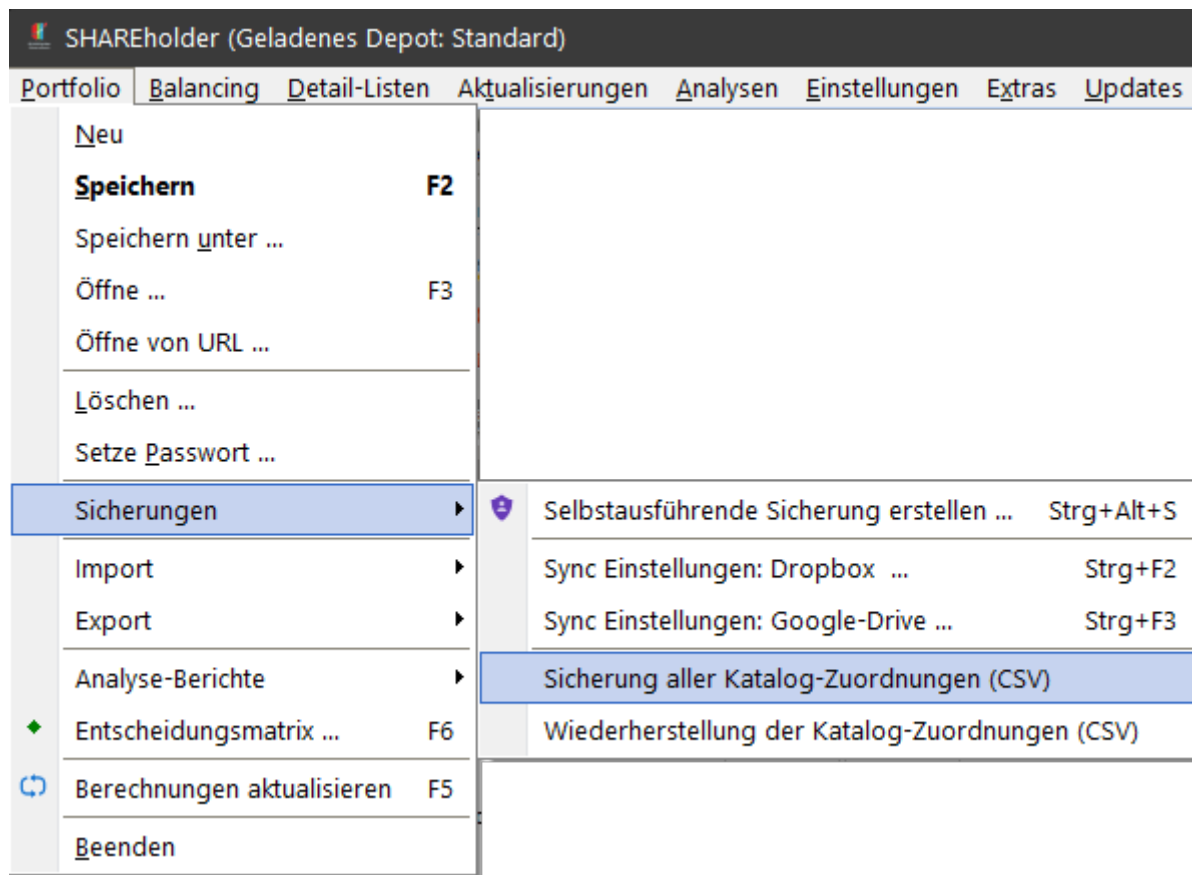 SHAREholder (Geladenes Depot: Standard)
Portfolio Balancing Detail-Listen Aktualisierungen Analysen Einstellungen Extras Updates
Neu
Speichern F2
Speichern unter ...
Öffne ... F3
Öffne von URL ...
Löschen ...
Setze Passwort ...
Sicherungen
Import
Export
Analyse-Berichte
Entscheidungsmatrix ... F6
Berechnungen aktualisieren F5
Beenden
Selbstausführende Sicherung erstellen ... Strg+Alt+S
Sync Einstellungen: Dropbox ... Strg+F2
Sync Einstellungen: Google-Drive ... Strg+F3
Sicherung aller Katalog-Zuordnungen (CSV)
Wiederherstellung der Katalog-Zuordnungen (CSV)